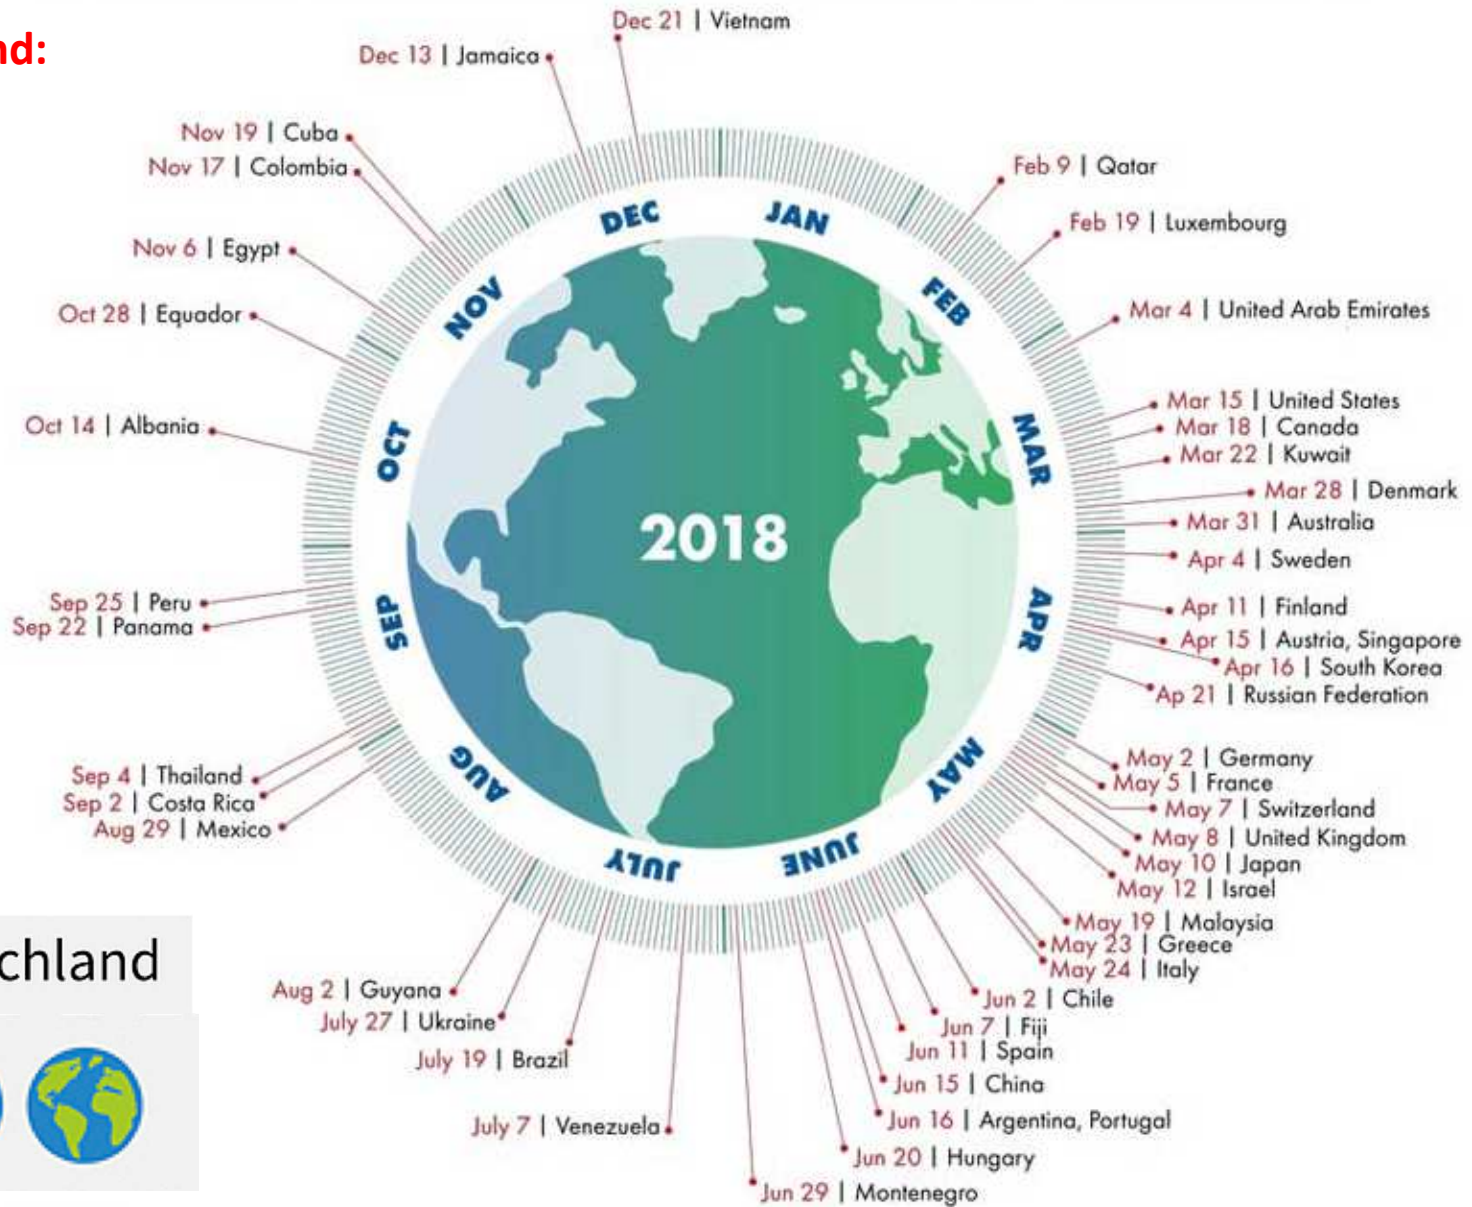 nd:
Dec 21 | Vietnam
Dec 13 | Jamaica
Nov 19 | Cuba
Nov 17 | Colombia
Nov 6 | Egypt
Oct 28 | Equador
Oct 14 | Albania
Sep 25 | Peru
Sep 22 | Panama
Sep 4 | Thailand
Sep 2 | Costa Rica
Aug 29 | Mexico
Aug 2 | Guyana
July 27 | Ukraine
July 19 | Brazil
July 7 | Venezuela
Feb 9 | Qatar
Feb 19 | Luxembourg
Mar 4 | United Arab Emirates
Mar 15 | United States
Mar 18 | Canada
Mar 22 | Kuwait
Mar 28 | Denmark
Mar 31 | Australia
Apr 4 | Sweden
Apr 11 | Finland
Apr 15 | Austria, Singapore
Apr 16 | South Korea
Ap 21 | Russian Federation
May 2 | Germany
May 5 | France
May 7 | Switzerland
May 8 | United Kingdom
May 10 | Japan
May 12 | Israel
May 19 | Malaysia
May 23 | Greece
May 24 | Italy
Jun 2 | Chile
Jun 7 | Fiji
Jun 11 | Spain
Jun 15 | China
Jun 16 | Argentina, Portugal
Jun 20 | Hungary
Jun 29 | Montenegro
JAN
FEB
MAR
APR
MAY
JUNE
JULY
AUG
SEP
OCT
NOV
DEC
2018
chland